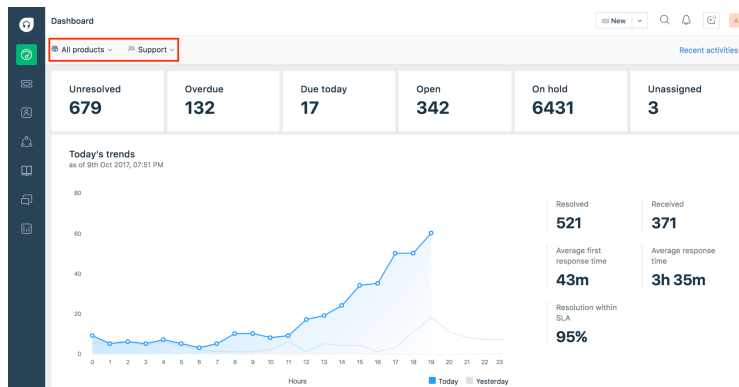 Dashboard
New
A
All products
Support
Recent activities
Unresolved
679
Overdue
132
Due today
17
Open
342
On hold
6431
Unassigned
3
Today's trends
as of 9th Oct 2017, 07:51 PM
80
60
40
20
0
0 1 2 3 4 5 6 7 8 9 10 11 12 13 14 15 16 17 18 19 20 21 22 23
Hours
Today
Yesterday
Resolved
521
Received
371
Average first
response time
43m
Average response
time
3h 35m
Resolution within
SLA
95%